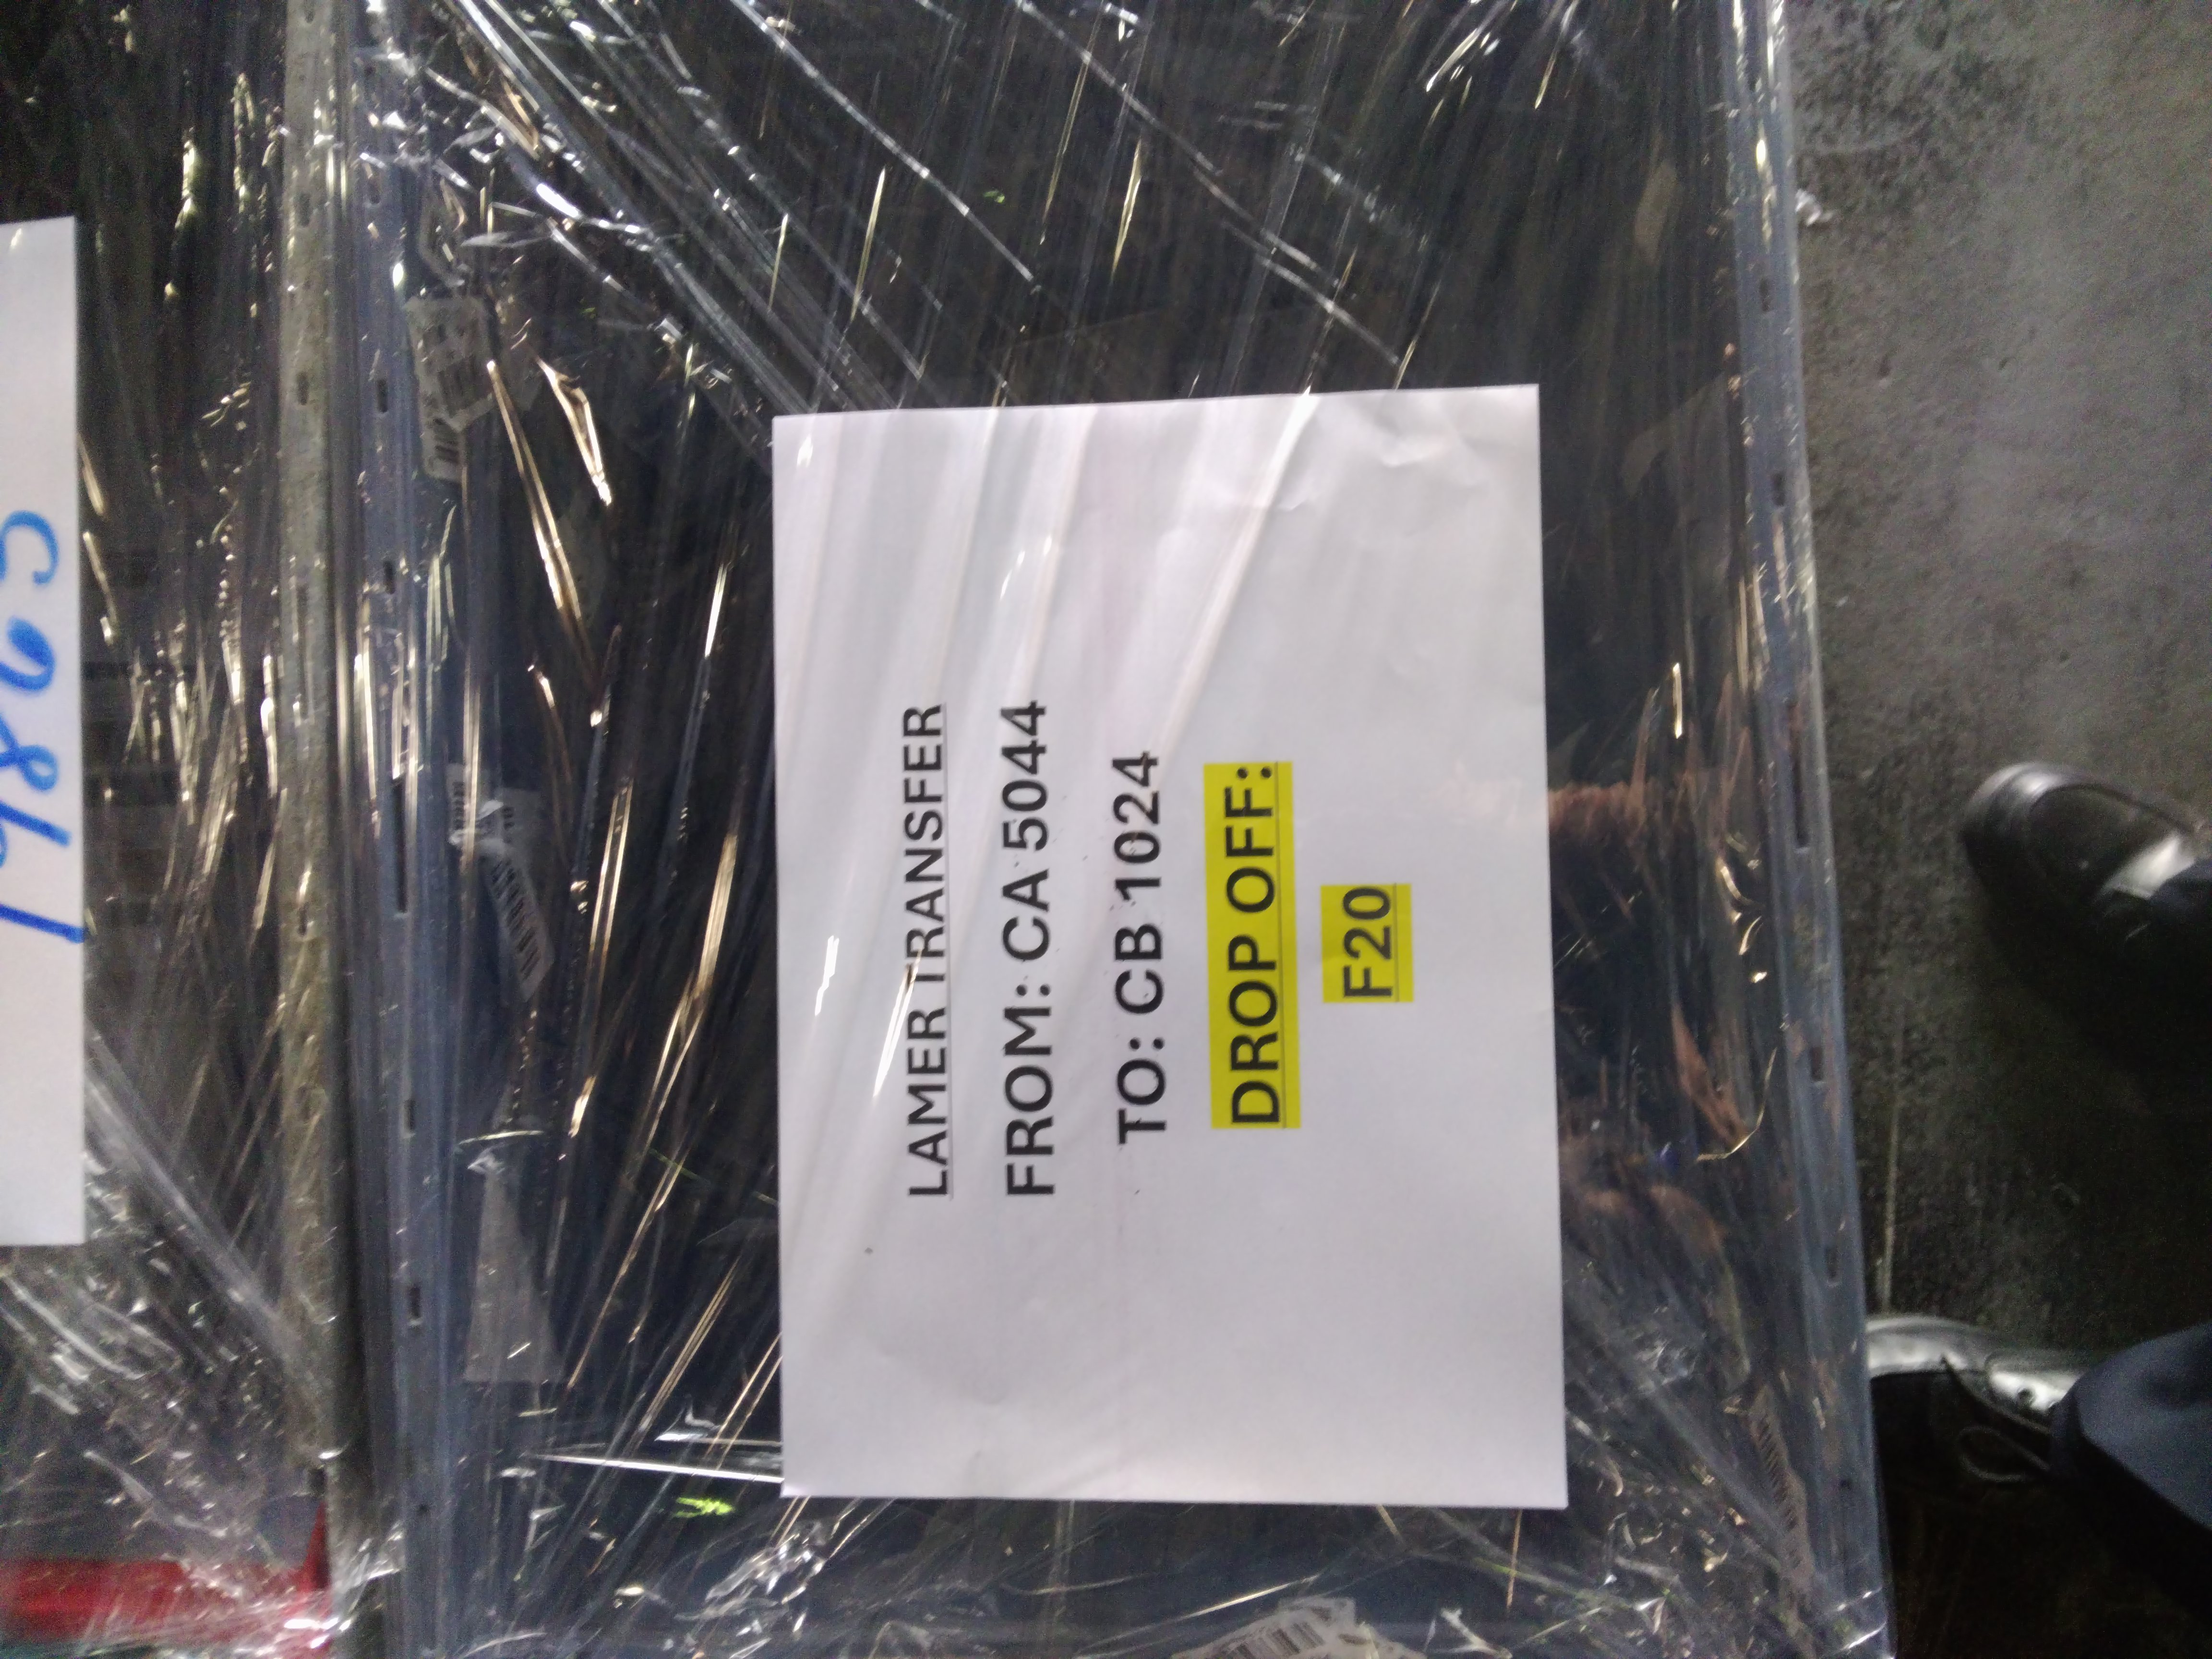 LAMER TRANSFER
FROM: CA 5044
TO: CB 1024
DROP OFF:
F20